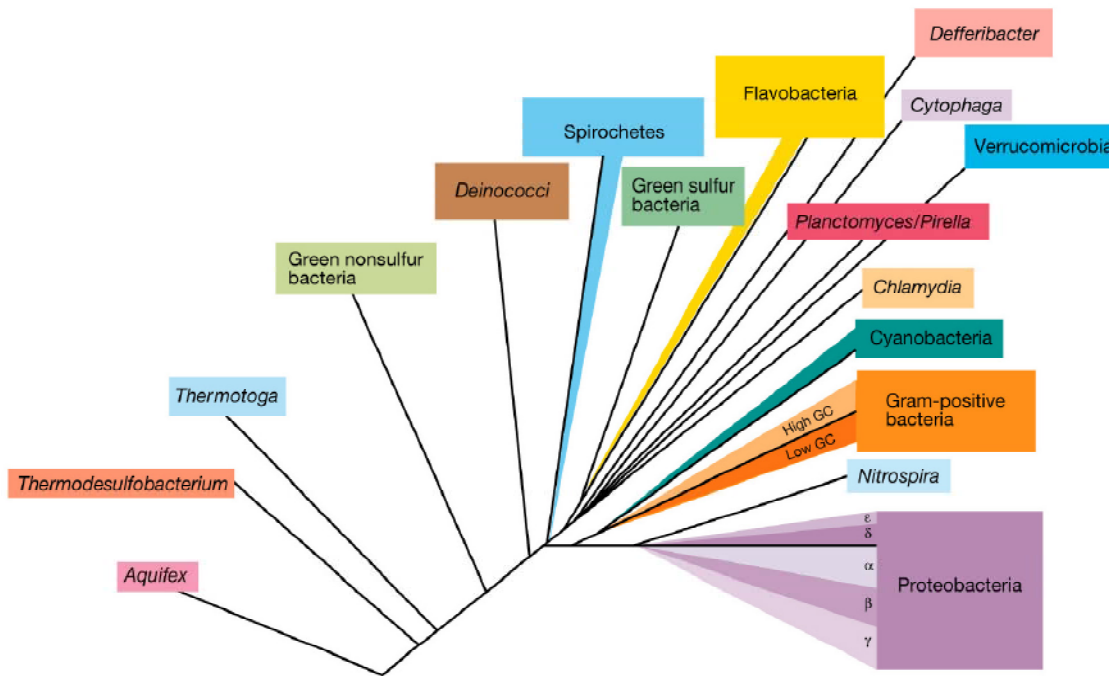 Defferibacter
Flavobacteria
Cytophaga
Spirochetes
Verrucomicrobia
Deinococci
Green sulfur
bacteria
Planctomyces/Pirella
Green nonsulfur
bacteria
Chlamydia
Cyanobacteria
Thermotoga
High GC
Low GC
Gram-positive
bacteria
Nitrospira
Thermodesulfobacterium
ε
δ
α
β
γ
Proteobacteria
Aquifex